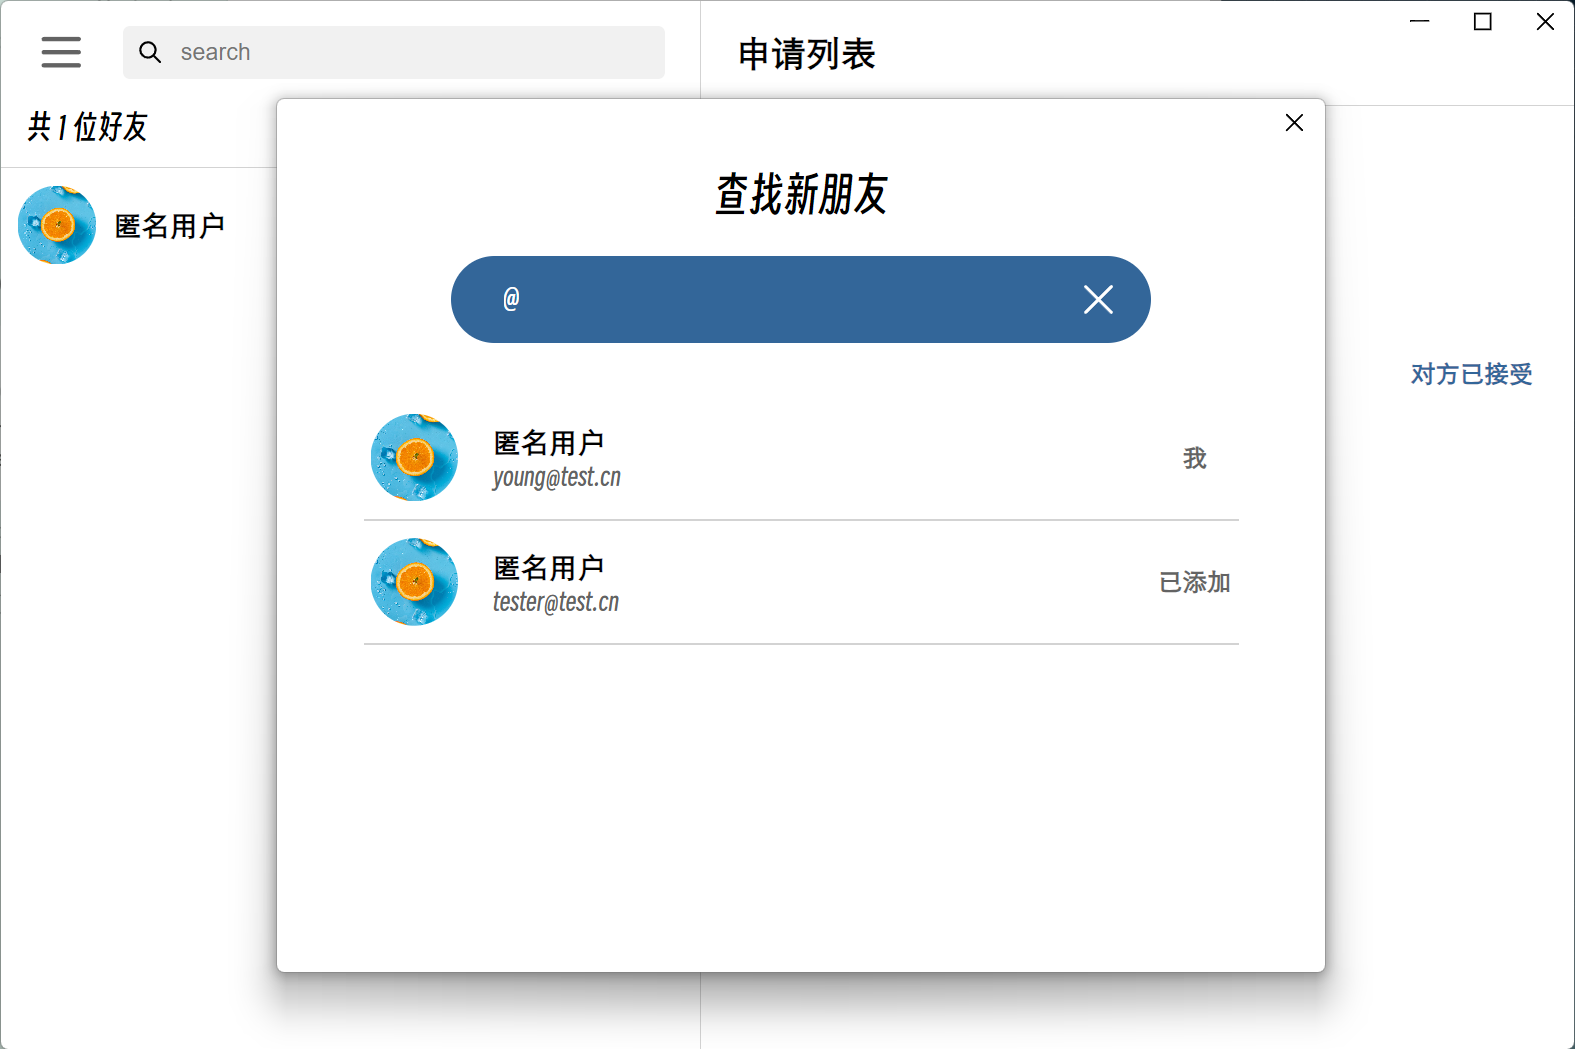 search
申请列表
共 1 位好友
匿名用户
查找新朋友
@
对方已接受
匿名用户
young@test.cn
我
匿名用户
tester@test.cn
已添加